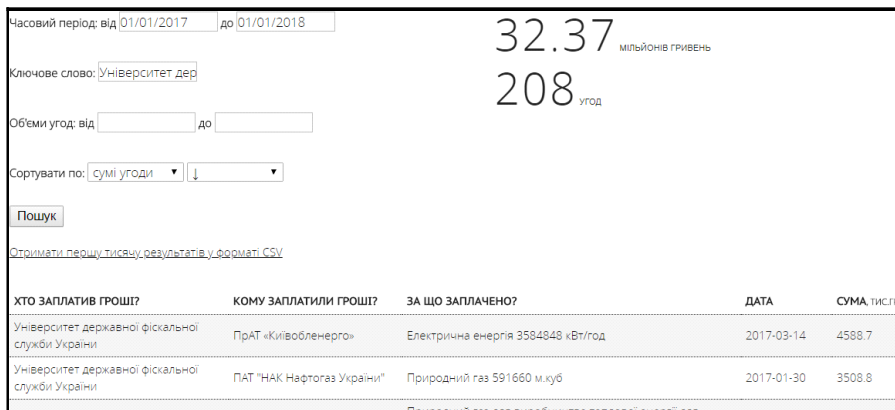 Часовий період: від 01/01/2017 до 01/01/2018
32.37 МІЛЬЙОНІВ ГРИВЕНЬ
Ключове слово: Університет дер
208 УГОД
Об'єми угод: від до
Сортувати по: сумі угоди ↓
Пошук
Отримати першу тисячу результатів у форматі CSV
ХТО ЗАПЛАТИВ ГРОШІ? КОМУ ЗАПЛАТИЛИ ГРОШІ? ЗА ЩО ЗАПЛАЧЕНО? ДАТА СУМА, ТИС.
Університет державної фіскальної
служби України
ПрАТ «Київобленерго» Електрична енергія 3584848 кВт/год 2017-03-14 4588.7
Університет державної фіскальної
служби України
ПАТ "НАК Нафтогаз України" Природний газ 591660 м.куб 2017-01-30 3508.8